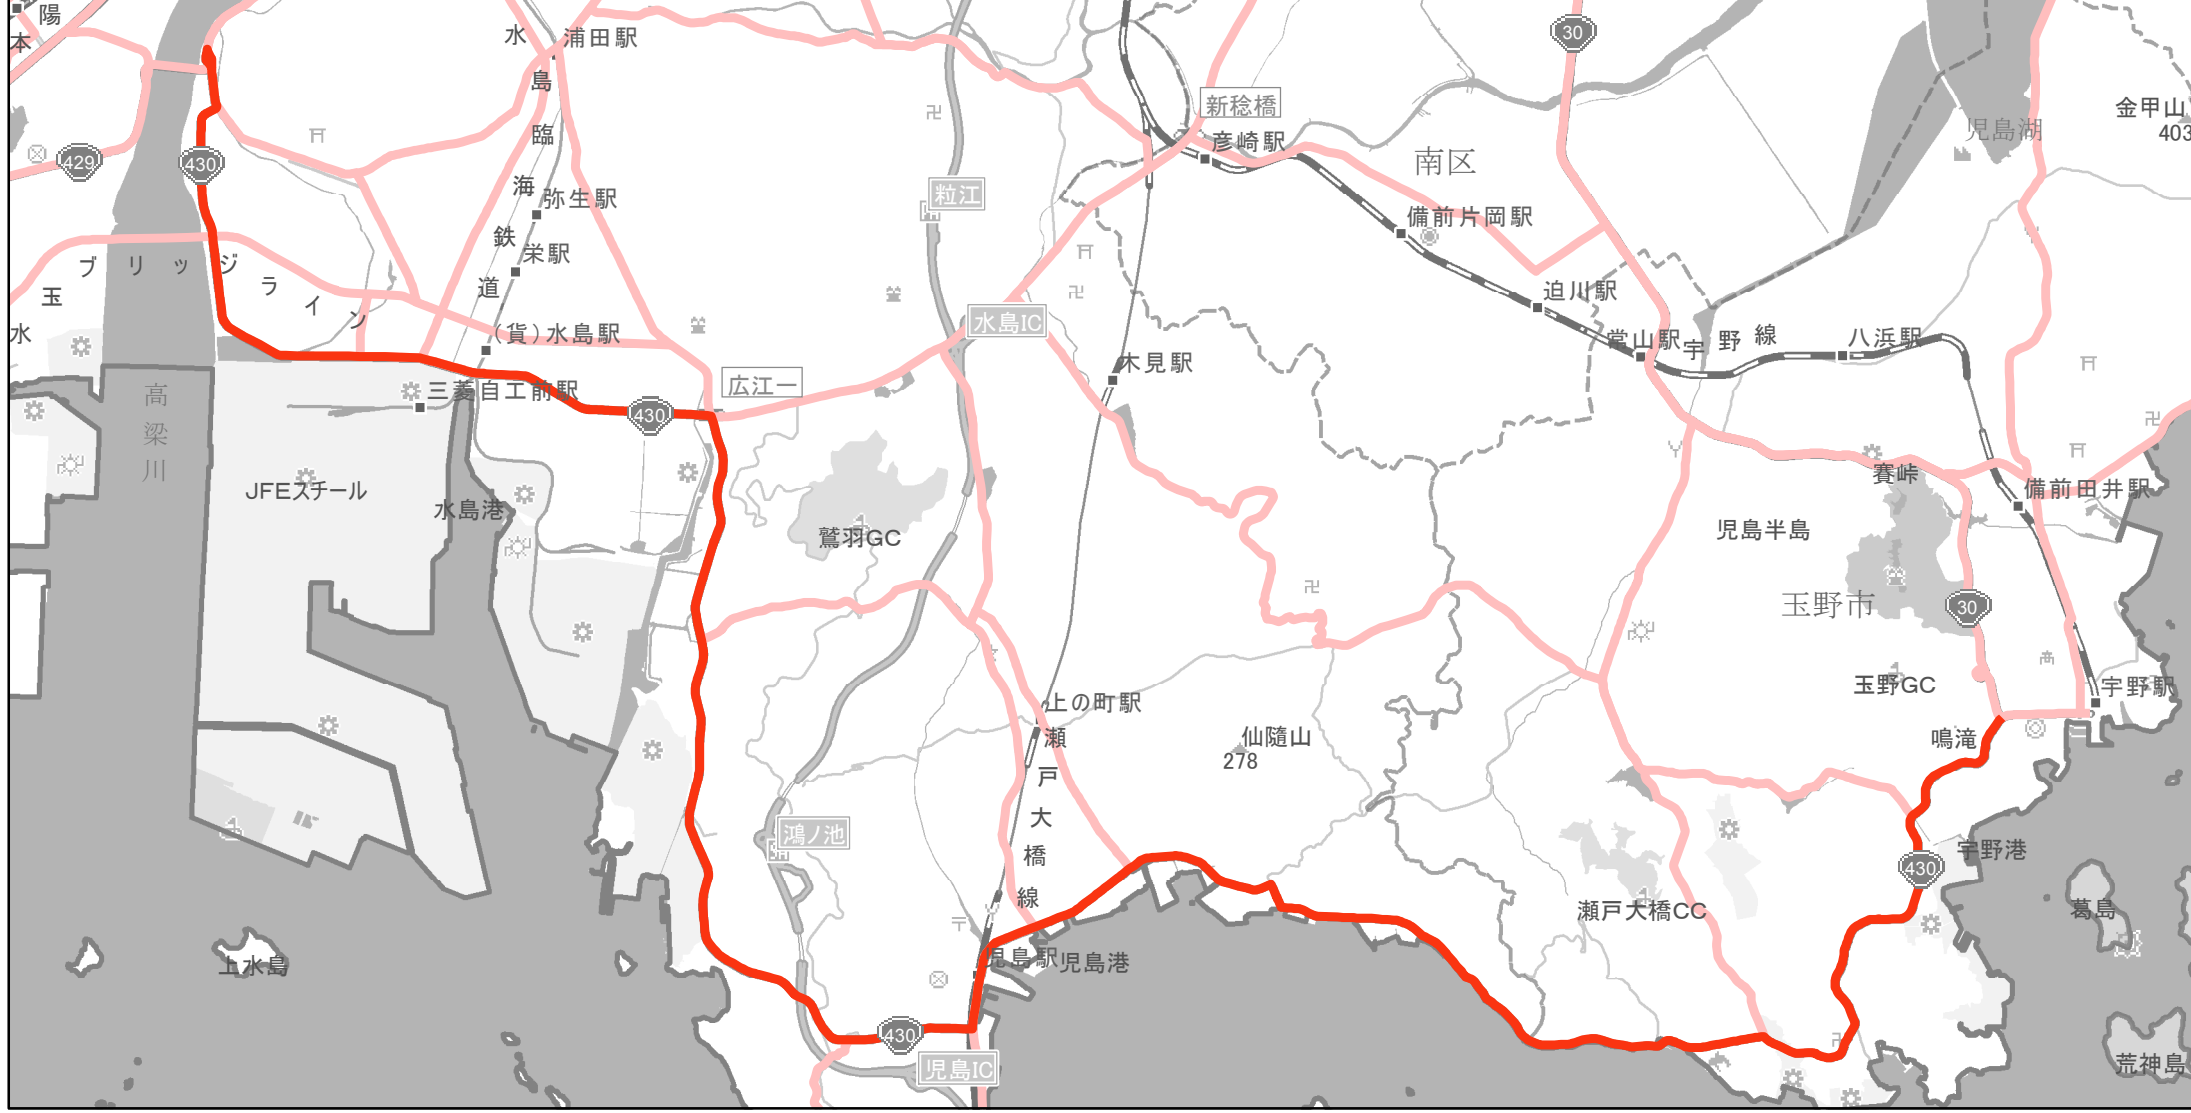 陽
本
水
島
臨
海
鉄
道
浦田駅
30
新稔橋
彦崎駅
児島湖
金甲山
403
429
430
粒江
南区
弥生駅
備前片岡駅
栄駅
ブリッジライン
玉
水
迫川駅
水島IC
(貨)水島駅
常山駅
宇野線
八浜駅
木見駅
広江一
高
梁
川
三菱自工前駅
430
賽峠
備前田井駅
JFEスチール
水島港
鷲羽GC
児島半島
玉野市
30
玉野GC
宇野駅
上の町駅
瀬
戸
大
橋
線
仙隨山
278
鳴滝
鴻ノ池
宇野港
430
瀬戸大橋CC
葛島
上水島
児島駅
児島港
430
児島IC
荒神島